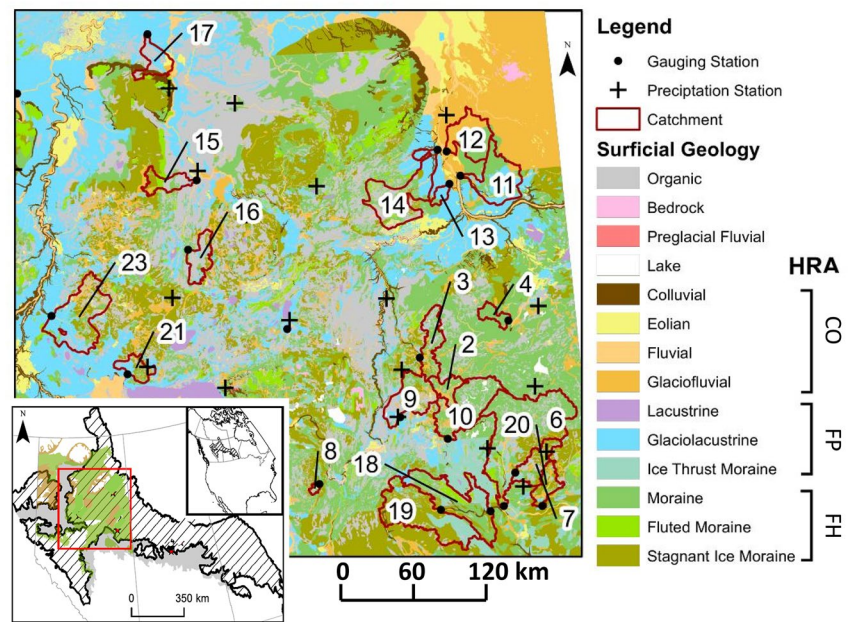 Legend
Gauging Station
Preciptation Station
Catchment
Surficial Geology
Organic
Bedrock
Preglacial Fluvial
Lake
Colluvial
Eolian
Fluvial
Glaciofluvial
Lacustrine
Glaciolacustrine
Ice Thrust Moraine
Moraine
Fluted Moraine
Stagnant Ice Moraine
HRA
CO
FP
FH
N
17
12
15
11
14
13
16
23
3
4
21
2
9
10
20
6
8
18
19
7
N
0 350 km
0 60 120 km